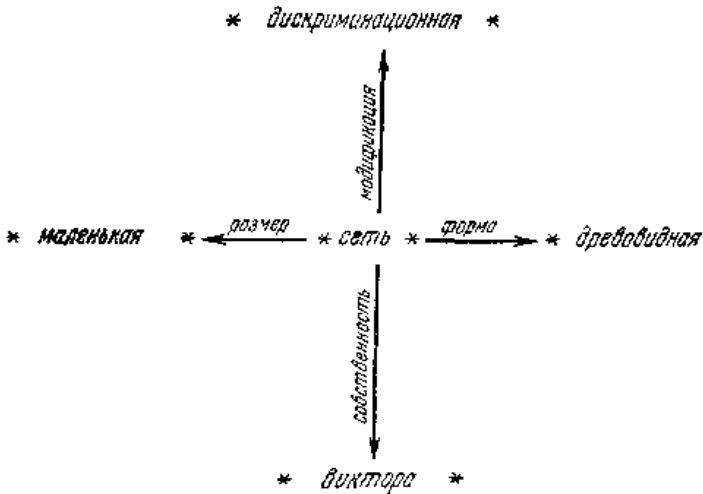 * дискриминационная *
модификация
* маленькая * размер * сеть * форма * древовидная
собственность
* виктора *